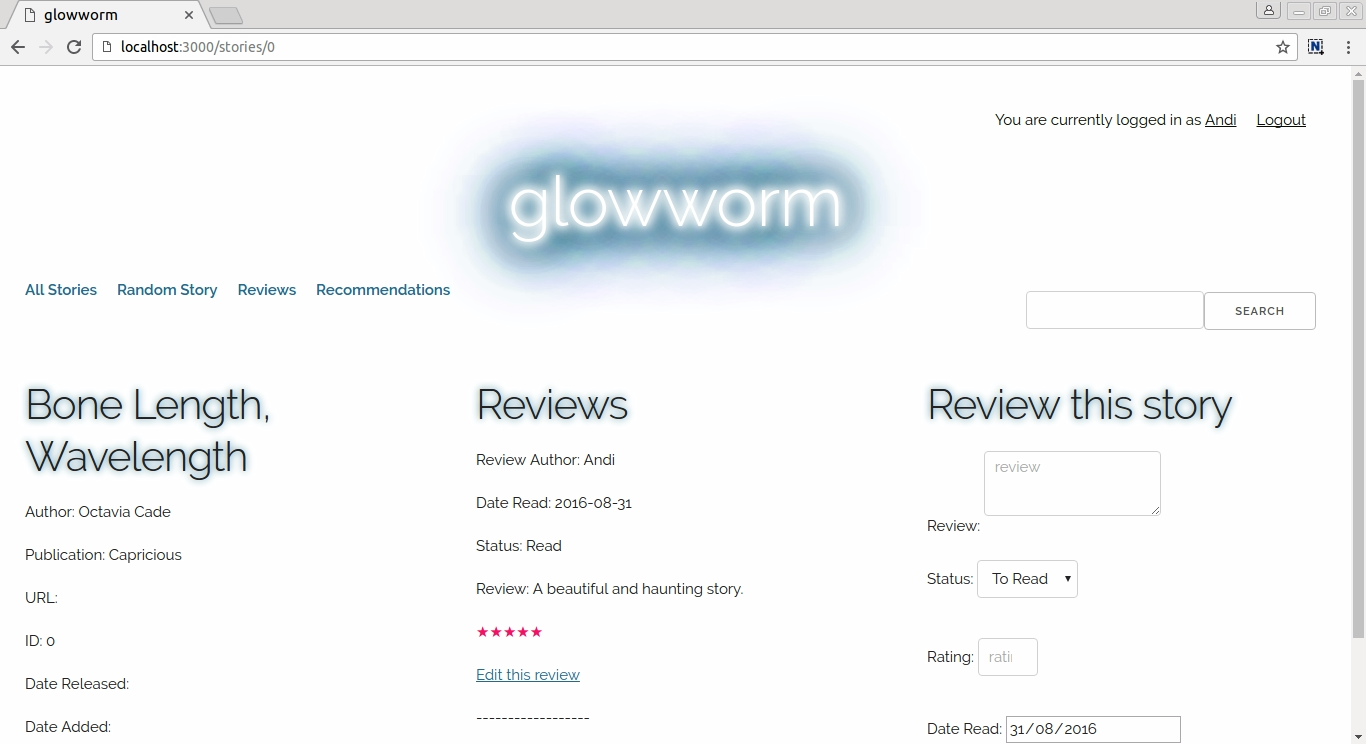 glowworm
localhost:3000/stories/0
You are currently logged in as Andi Logout
glowworm
All Stories Random Story Reviews Recommendations
SEARCH
Bone Length,
Wavelength
Author: Octavia Cade
Publication: Capricious
URL:
ID: 0
Date Released:
Date Added:
Reviews
Review Author: Andi
Date Read: 2016-08-31
Status: Read
Review: A beautiful and haunting story.
★★★★★
Edit this review
------------------
Review this story
review
Review:
Status: To Read
Rating: rati
Date Read: 31/08/2016